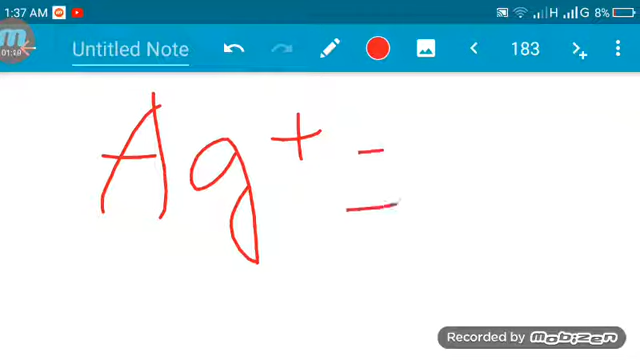 1:37 AM H G 8%
01:19 Untitled Note 183
Ag⁺ =
Recorded by mobizen